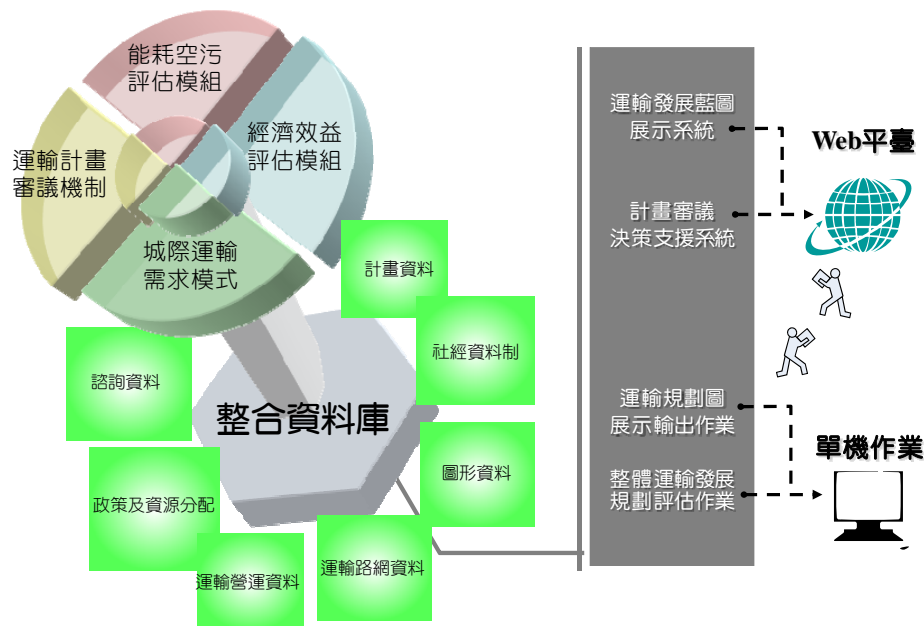 能耗空污
評估模組
經濟效益
評估模組
運輸計畫
審議機制
城際運輸
需求模式
計畫資料
社經資料制
諮詢資料
整合資料庫
圖形資料
政策及資源分配
運輸營運資料
運輸路網資料
運輸發展藍圖
展示系統
計畫審議
決策支援系統
運輸規劃圖
展示輸出作業
整體運輸發展
規劃評估作業
Web平臺
單機作業